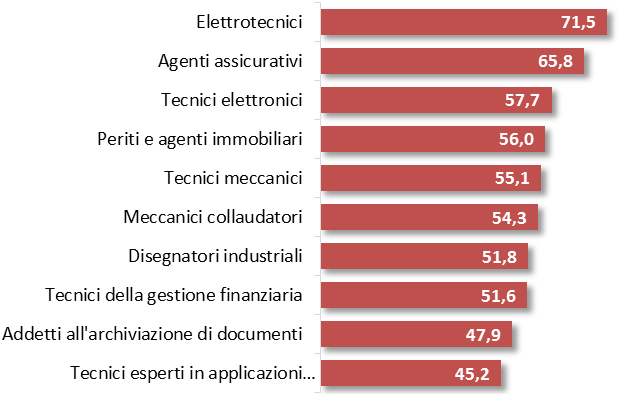 Elettrotecnici 71,5
Agenti assicurativi 65,8
Tecnici elettronici 57,7
Periti e agenti immobiliari 56,0
Tecnici meccanici 55,1
Meccanici collaudatori 54,3
Disegnatori industriali 51,8
Tecnici della gestione finanziaria 51,6
Addetti all'archiviazione di documenti 47,9
Tecnici esperti in applicazioni... 45,2